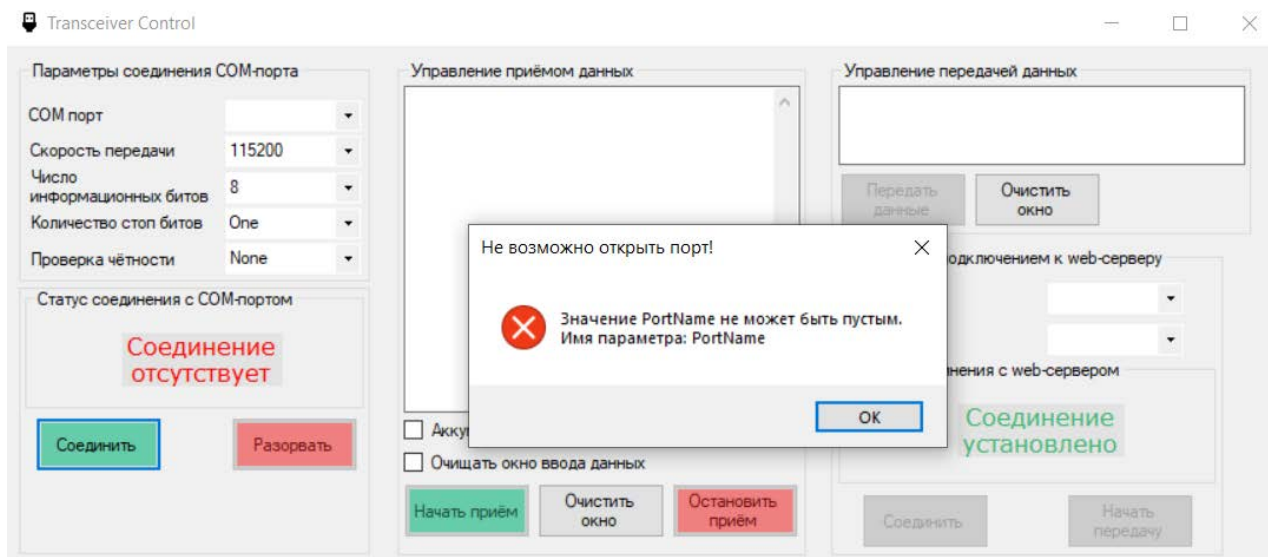 Transceiver Control
Параметры соединения COM-порта
COM порт
Скорость передачи 115200
Число
информационных битов 8
Количество стоп битов One
Проверка чётности None
Статус соединения с COM-портом
Соединение
отсутствует
Соединить Разорвать
Управление приёмом данных
Не возможно открыть порт!
Значение PortName не может быть пустым.
Имя параметра: PortName
OK
Очищать окно ввода данных
Начать приём
Очистить
окно
Остановить
приём
Управление передачей данных
Передать
данные
Очистить
окно
к web-серверу
с web-сервером
Соединение
установлено
Соединить
Начать
передачу